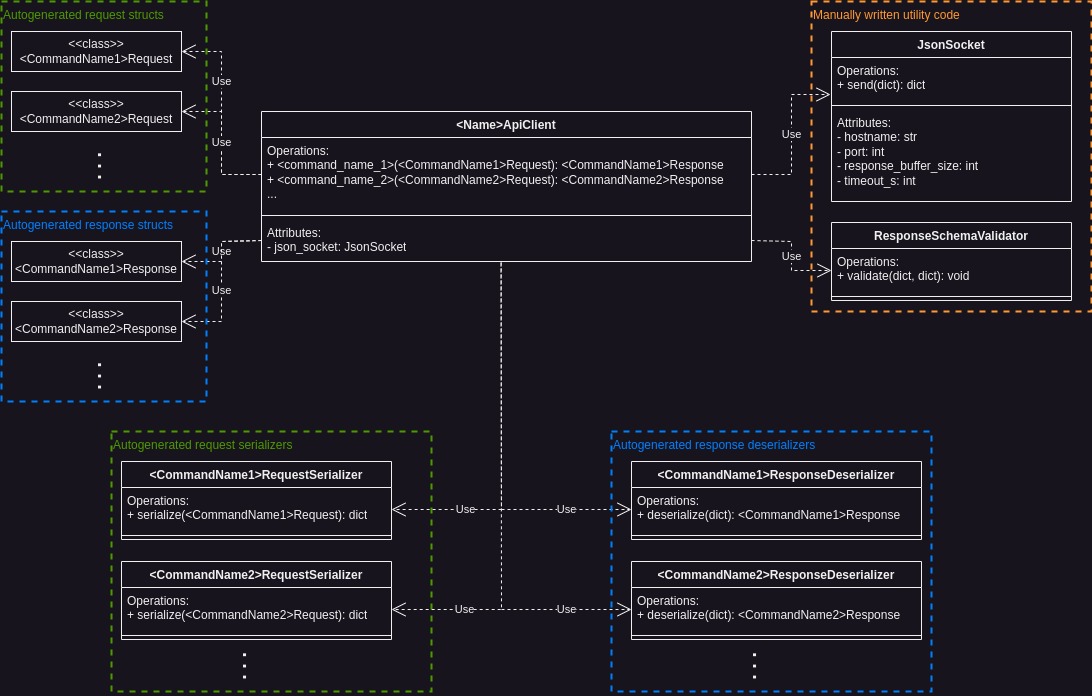 Autogenerated request structs
<<class>>
<CommandName1>Request
<<class>>
<CommandName2>Request
Use
Use
Autogenerated response structs
<<class>>
<CommandName1>Response
<<class>>
<CommandName2>Response
Use
Use
<Name>ApiClient
Operations:
+ <command_name_1>(<CommandName1>Request): <CommandName1>Response
+ <command_name_2>(<CommandName2>Request): <CommandName2>Response
...
Attributes:
- json_socket: JsonSocket
Use
Use
Manually written utility code
JsonSocket
Operations:
+ send(dict): dict
Attributes:
- hostname: str
- port: int
- response_buffer_size: int
- timeout_s: int
ResponseSchemaValidator
Operations:
+ validate(dict, dict): void
Autogenerated request serializers
<CommandName1>RequestSerializer
Operations:
+ serialize(<CommandName1>Request): dict
<CommandName2>RequestSerializer
Operations:
+ serialize(<CommandName2>Request): dict
Use
Use
Use
Use
Autogenerated response deserializers
<CommandName1>ResponseDeserializer
Operations:
+ deserialize(dict): <CommandName1>Response
<CommandName2>ResponseDeserializer
Operations:
+ deserialize(dict): <CommandName2>Response